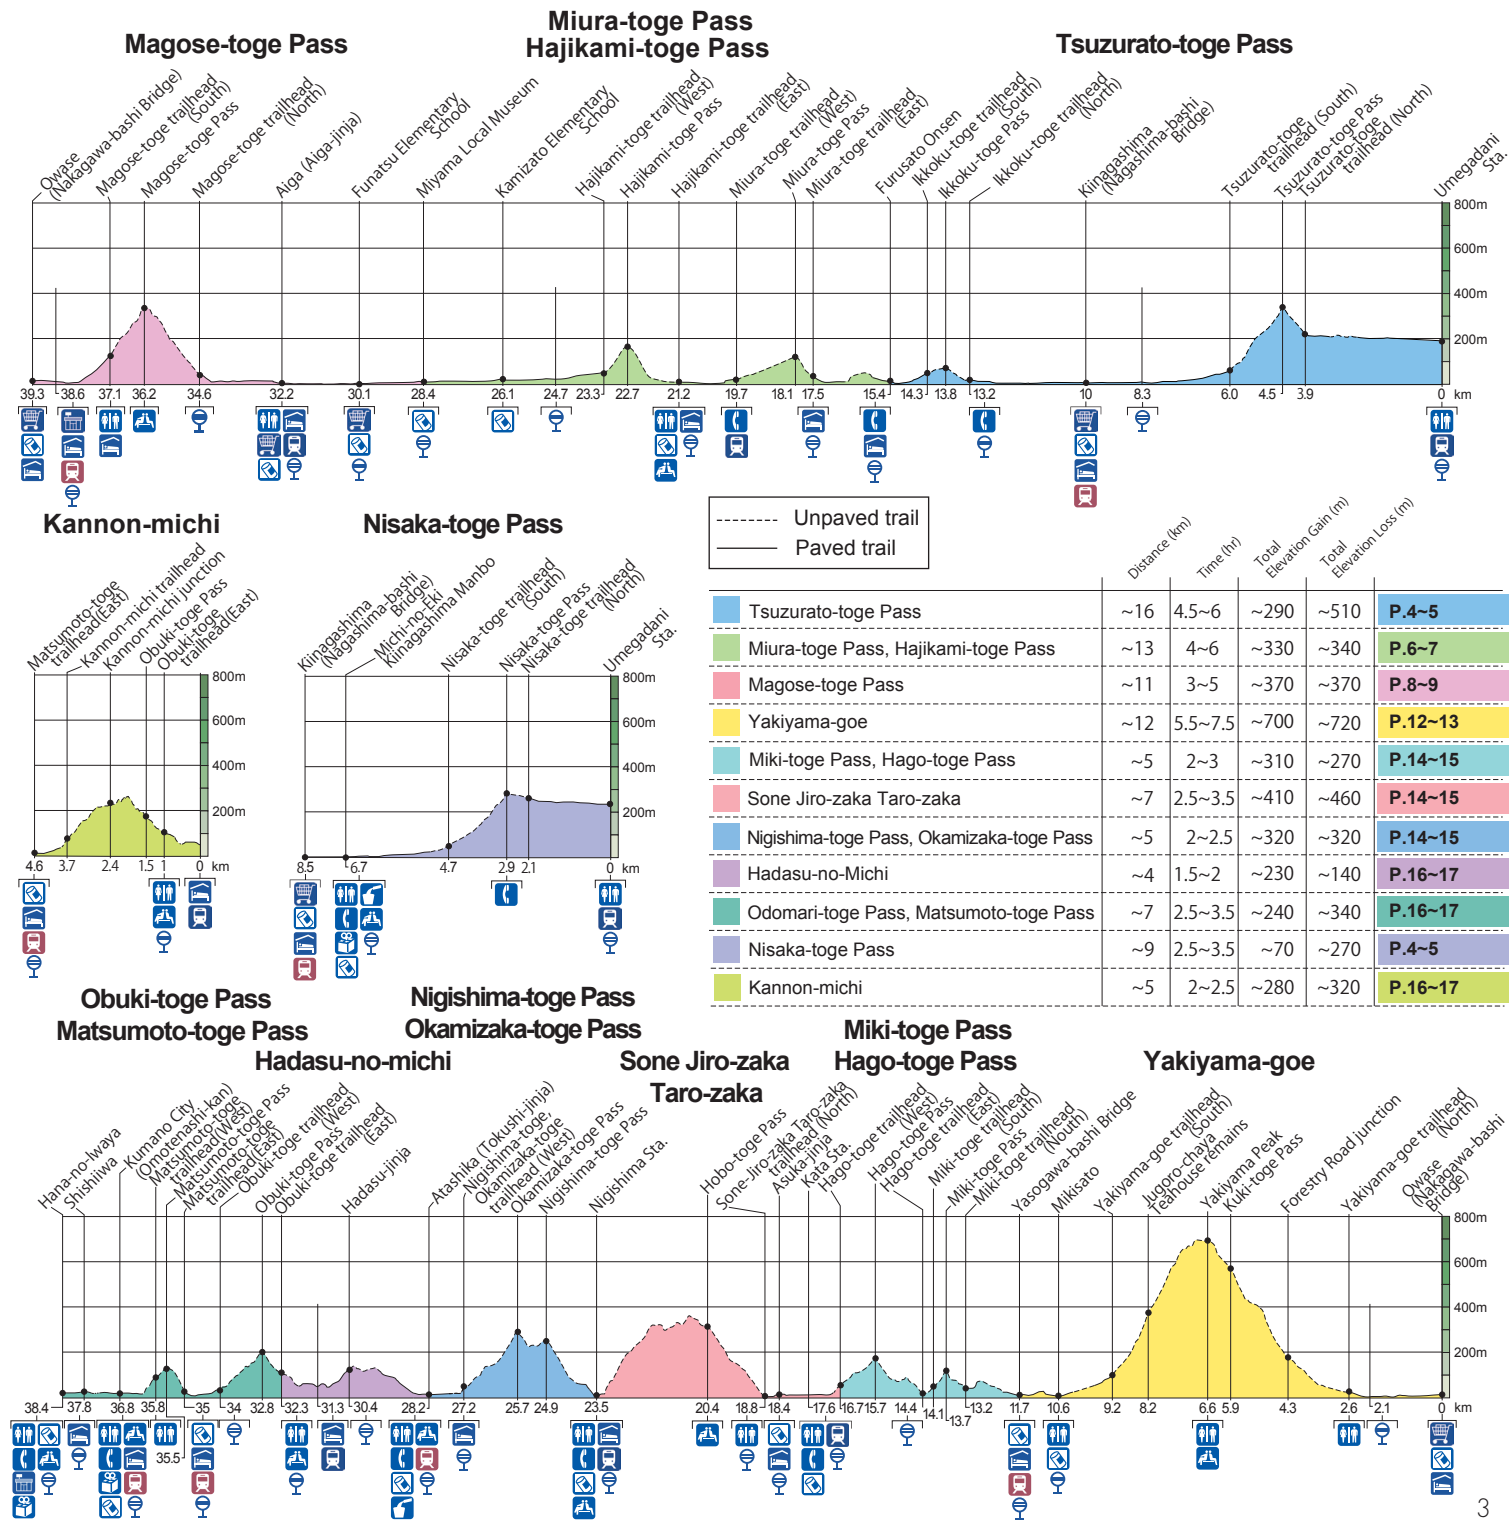 Magose-toge Pass
Miura-toge Pass
Hajikami-toge Pass
Tsuzurato-toge Pass
Owase
(Nakagawa-bashi Bridge)
Magose-toge trailhead
(South)
Magose-toge Pass
Magose-toge trailhead
(North)
Aiga (Aiga-jinja)
Funatsu Elementary
School
Miyama Local Museum
Kamizato Elementary
School
Hajikami-toge trailhead
(West)
Hajikami-toge Pass
Hajikami-toge trailhead
(East)
Miura-toge trailhead
(West)
Miura-toge Pass
Miura-toge trailhead
(East)
Furusato Onsen
Ikkoku-toge trailhead
(South)
Ikkoku-toge Pass
Ikkoku-toge trailhead
(North)
Kiinagashima
(Nagashima-bashi
Bridge)
Tsuzurato-toge
trailhead (South)
Tsuzurato-toge Pass
Tsuzurato-toge
trailhead (North)
Umegadani
Sta.
800m
600m
400m
200m
39.3 38.6 37.1 36.2 34.6 32.2 30.1 28.4 26.1 24.7 23.3 22.7 21.2 19.7 18.1 17.5 15.4 14.3 13.8 13.2 10 8.3 6.0 4.5 3.9 0 km
Kannon-michi
Nisaka-toge Pass
Matsumoto-toge
trailhead(East)
Kannon-michi trailhead
Kannon-michi junction
Obuki-toge Pass
Obuki-toge
trailhead(East)
800m
600m
400m
200m
4.6 3.7 2.4 1.5 1 0 km
Kiinagashima
(Nagashima-bashi
Bridge)
Michi-no-Eki
Kiinagashima Manbo
Nisaka-toge trailhead
(South)
Nisaka-toge Pass
Nisaka-toge trailhead
(North)
Umegadani
Sta.
800m
600m
400m
200m
8.5 6.7 4.7 2.9 2.1 0 km
Unpaved trail
Paved trail
Distance (km) Time (hr) Total Elevation Gain (m) Total Elevation Loss (m)
Tsuzurato-toge Pass ~16 4.5~6 ~290 ~510 P.4~5
Miura-toge Pass, Hajikami-toge Pass ~13 4~6 ~330 ~340 P.6~7
Magose-toge Pass ~11 3~5 ~370 ~370 P.8~9
Yakiyama-goe ~12 5.5~7.5 ~700 ~720 P.12~13
Miki-toge Pass, Hago-toge Pass ~5 2~3 ~310 ~270 P.14~15
Sone Jiro-zaka Taro-zaka ~7 2.5~3.5 ~410 ~460 P.14~15
Nigishima-toge Pass, Okamizaka-toge Pass ~5 2~2.5 ~320 ~320 P.14~15
Hadasu-no-Michi ~4 1.5~2 ~230 ~140 P.16~17
Odomari-toge Pass, Matsumoto-toge Pass ~7 2.5~3.5 ~240 ~340 P.16~17
Nisaka-toge Pass ~9 2.5~3.5 ~70 ~270 P.4~5
Kannon-michi ~5 2~2.5 ~280 ~320 P.16~17
Obuki-toge Pass
Matsumoto-toge Pass
Hadasu-no-michi
Nigishima-toge Pass
Okamizaka-toge Pass
Sone Jiro-zaka
Taro-zaka
Miki-toge Pass
Hago-toge Pass
Yakiyama-goe
Hana-no-Iwaya
Shishiiwa
Kumano City
(Omotenashi-kan)
Matsumoto-toge
trailhead(West)
Matsumoto-toge Pass
Matsumoto-toge
trailhead(East)
Obuki-toge trailhead
(West)
Obuki-toge Pass
Obuki-toge trailhead
(East)
Hadasu-jinja
Atashika (Tokushi-jinja)
Nigishima-toge,
Okamizaka-toge
trailhead (West)
Okamizaka-toge Pass
Nigishima-toge Pass
Nigishima Sta.
Hobo-toge Pass
Sone-Jiro-zaka Taro-zaka
trailhead (North)
Asuka-jinja
Kata Sta.
Hago-toge trailhead
(West)
Hago-toge Pass
Hago-toge trailhead
(East)
Miki-toge trailhead
(South)
Miki-toge Pass
Miki-toge trailhead
(North)
Yasogawa-bashi Bridge
Mikisato
Yakiyama-goe trailhead
(South)
Jugoro-chaya
Teahouse remains
Yakiyama Peak
Kuki-toge Pass
Forestry Road junction
Yakiyama-goe trailhead
(North)
Owase
(Nakagawa-bashi
Bridge)
800m
600m
400m
200m
38.4 37.8 36.8 35.8 35.5 35 34 32.8 32.3 31.3 30.4 28.2 27.2 25.7 24.9 23.5 20.4 18.8 18.4 17.6 16.7 15.7 14.4 14.1 13.7 13.2 11.7 10.6 9.2 8.2 6.6 5.9 4.3 2.6 2.1 0 km
3